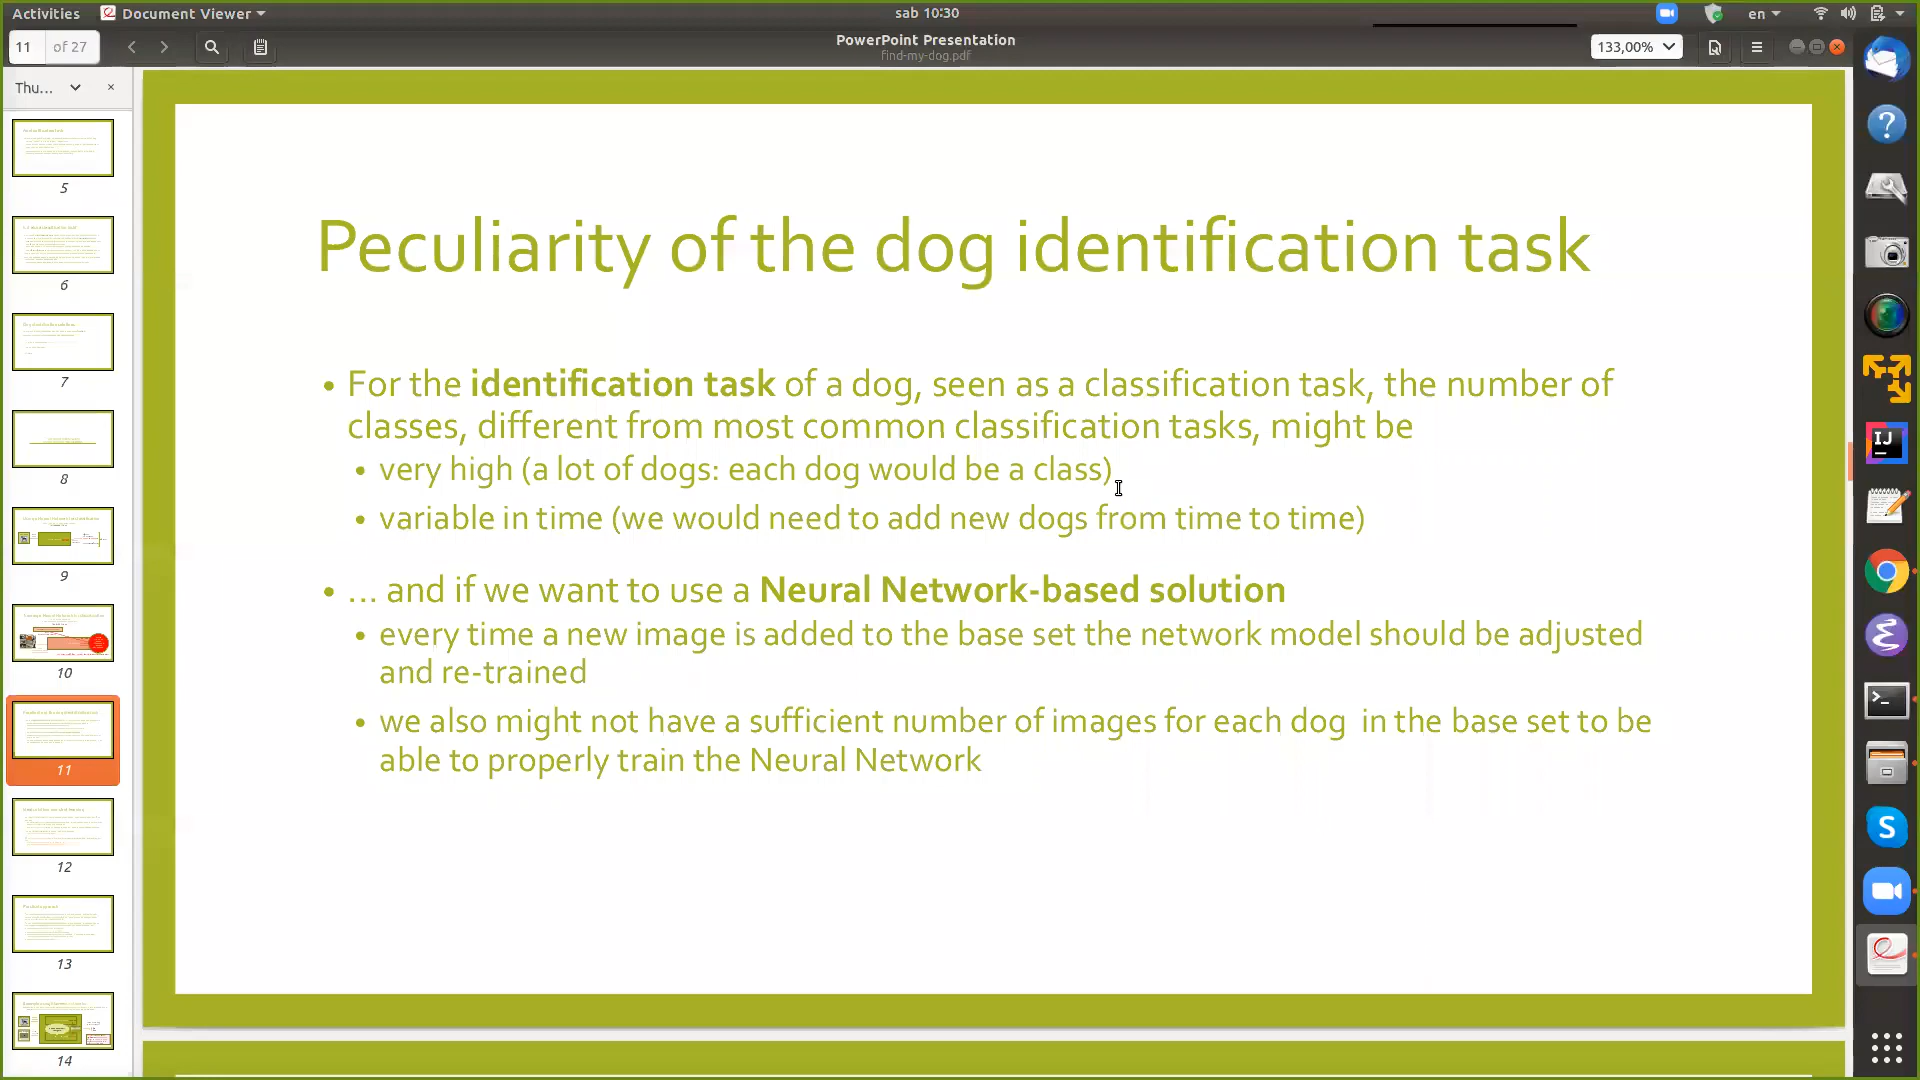 Activities Document Viewer sab 10:30 en
11 of 27 PowerPoint Presentation 133,00%
find-my-dog.pdf
Thu...
5
6
7
8
9
10
11
12
13
14
Peculiarity of the dog identification task
• For the identification task of a dog, seen as a classification task, the number of
classes, different from most common classification tasks, might be
• very high (a lot of dogs: each dog would be a class)
• variable in time (we would need to add new dogs from time to time)
• ... and if we want to use a Neural Network-based solution
• every time a new image is added to the base set the network model should be adjusted
and re-trained
• we also might not have a sufficient number of images for each dog in the base set to be
able to properly train the Neural Network